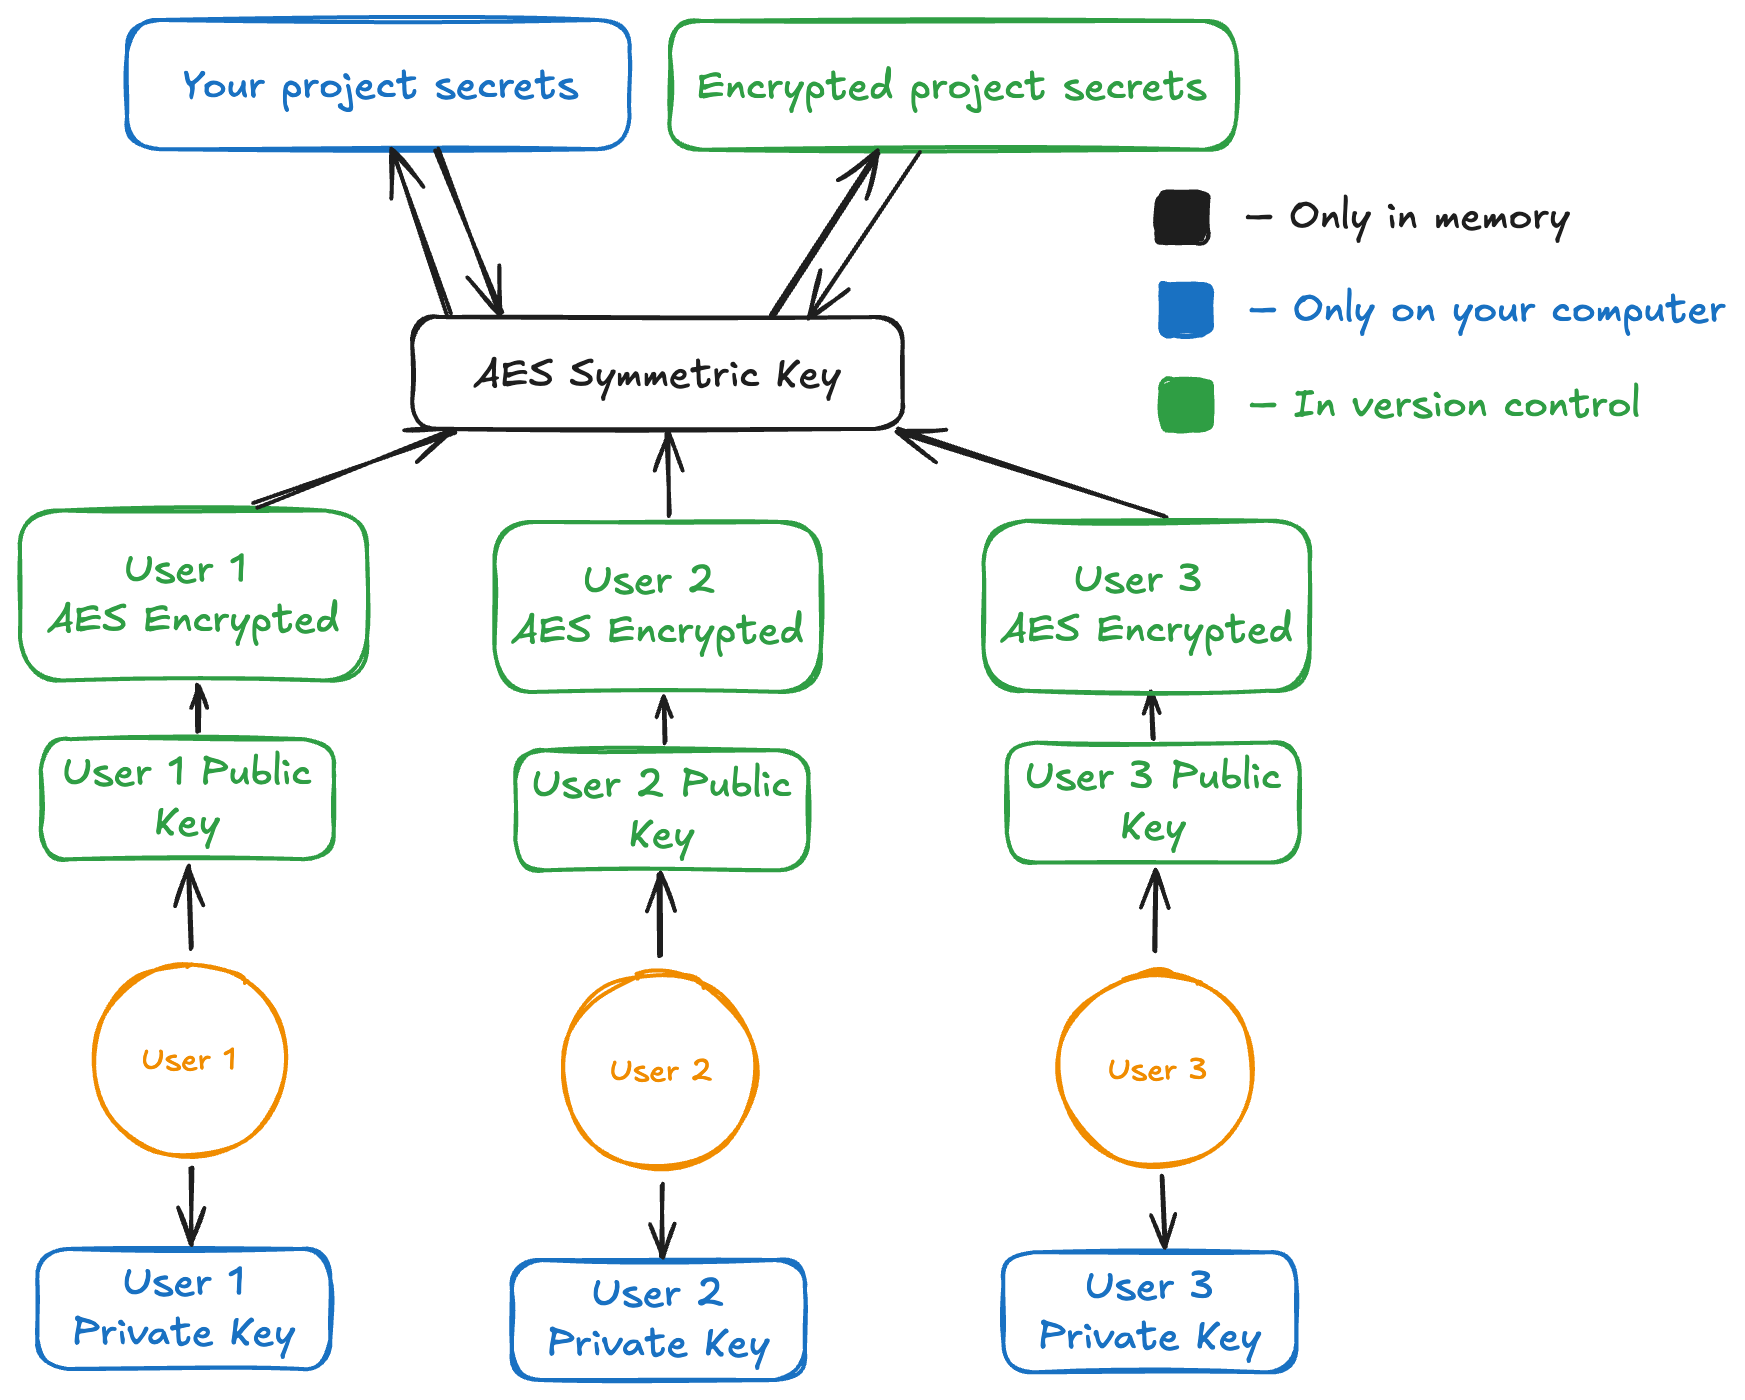 Your project secrets
Encrypted project secrets
– Only in memory
– Only on your computer
– In version control
AES Symmetric Key
User 1
AES Encrypted
User 2
AES Encrypted
User 3
AES Encrypted
User 1 Public
Key
User 2 Public
Key
User 3 Public
Key
User 1
User 2
User 3
User 1
Private Key
User 2
Private Key
User 3
Private Key